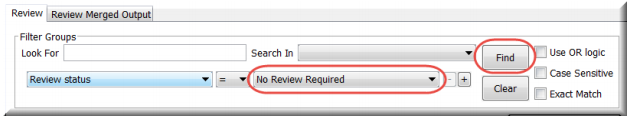 Review Review Merged Output
Filter Groups
Look For Search In Find Use OR logic
Review status = No Review Required - + Case Sensitive
Clear Exact Match